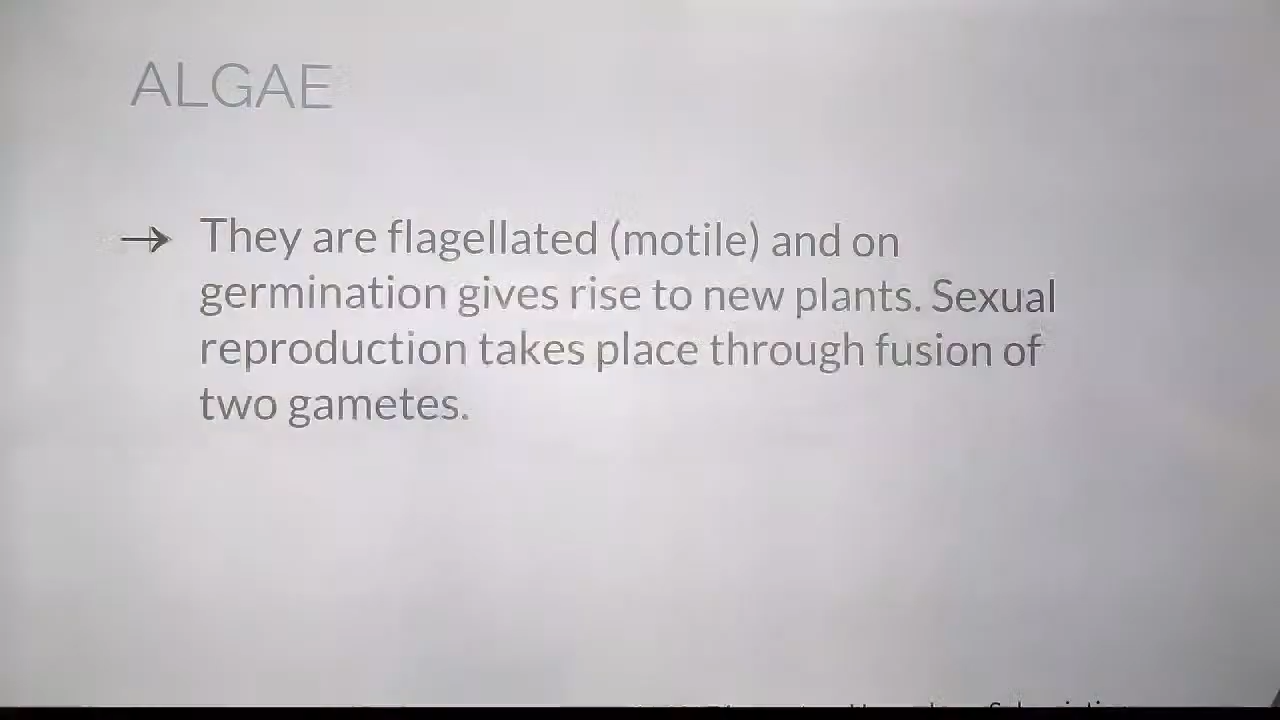 ALGAE
→ They are flagellated (motile) and on
germination gives rise to new plants. Sexual
reproduction takes place through fusion of
two gametes.